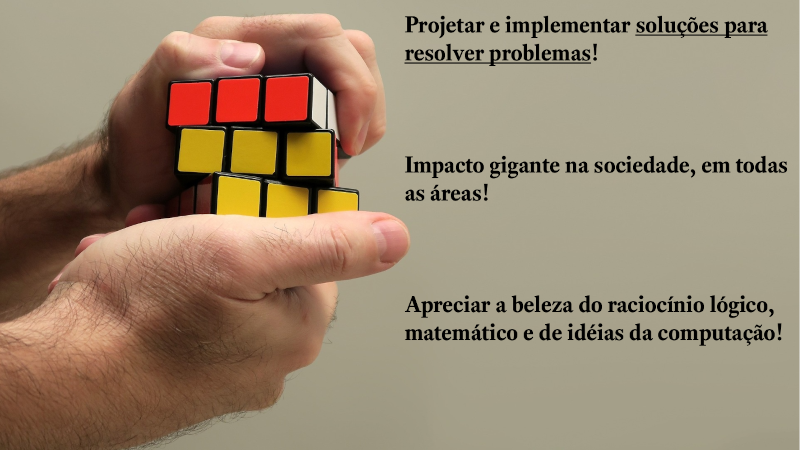 Projetar e implementar soluções para
resolver problemas!
Impacto gigante na sociedade, em todas
as áreas!
Apreciar a beleza do raciocínio lógico,
matemático e de idéias da computação!